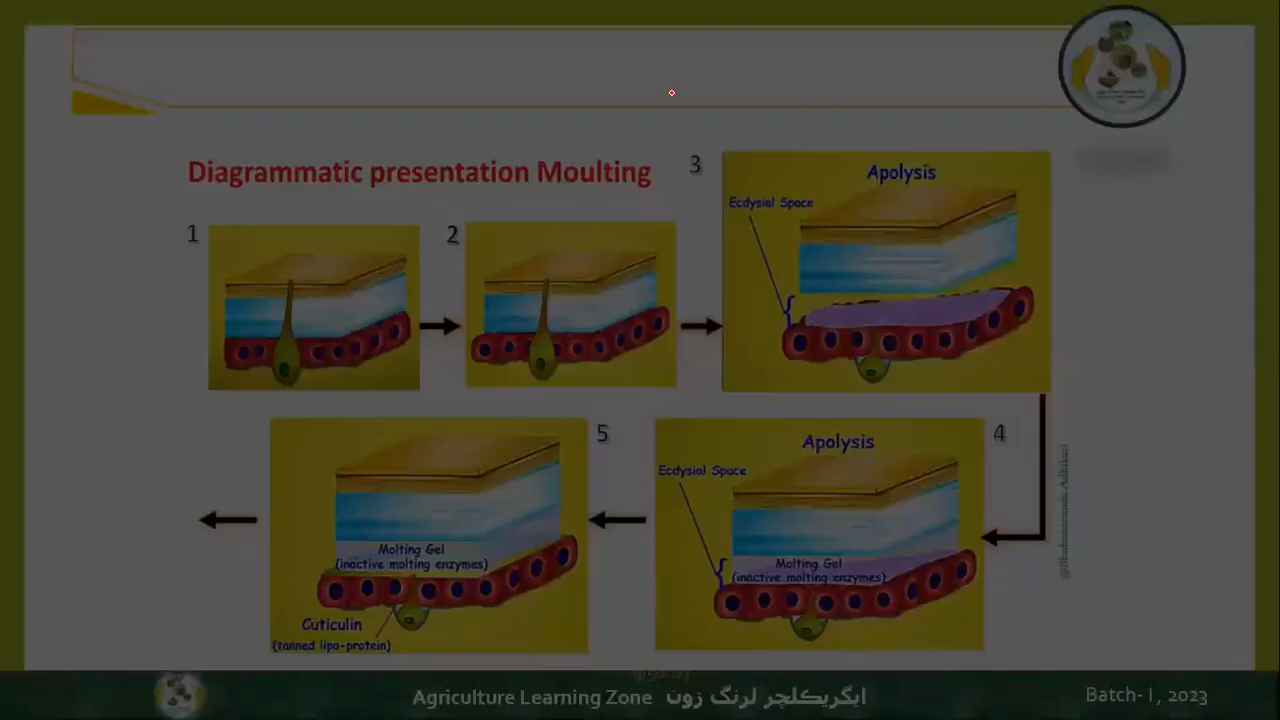 Diagrammatic presentation Moulting
1
2
3
Apolysis
Ecdysial Space
5
Molting Gel
(inactive molting enzymes)
Cuticulin
(tanned lipo-protein)
4
Apolysis
Ecdysial Space
Molting Gel
(inactive molting enzymes)
Agriculture Learning Zone ایگریکلچر لرنگ زون
Batch- I , 2023